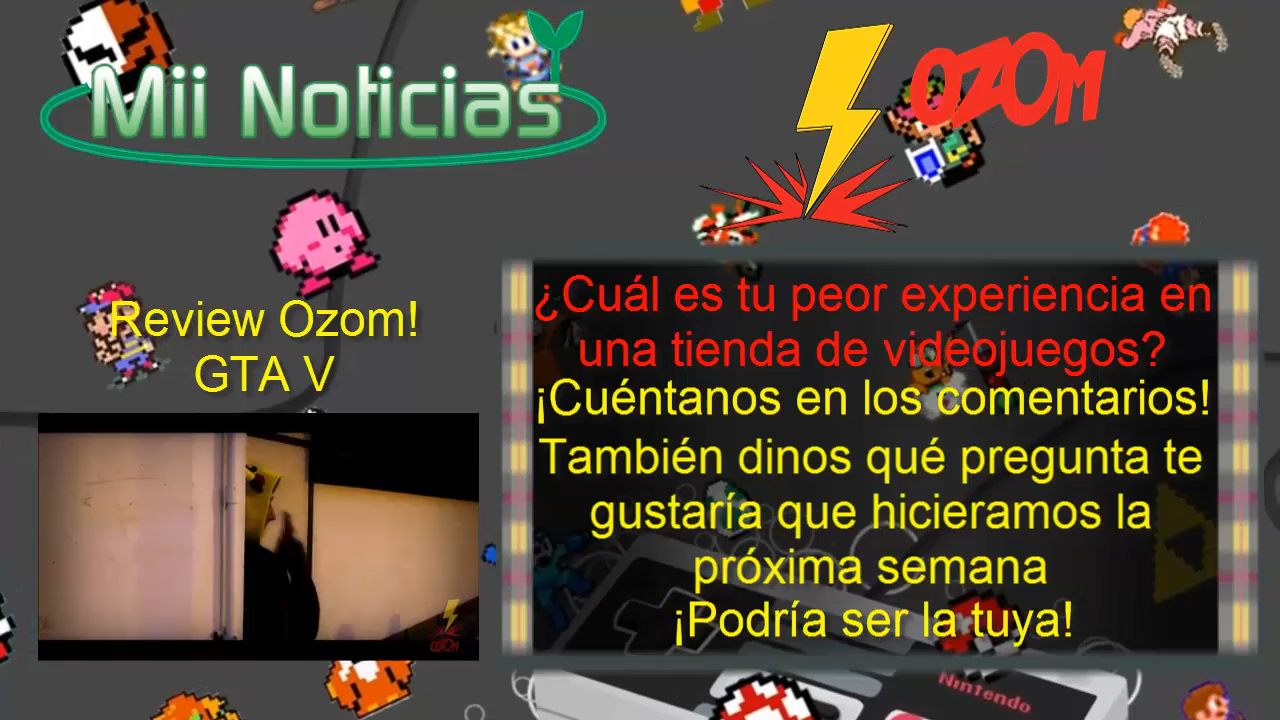 Mii Noticias
OZOM
Review Ozom!
GTA V
¿Cuál es tu peor experiencia en
una tienda de videojuegos?
¡Cuéntanos en los comentarios!
También dinos qué pregunta te
gustaría que hicieramos la
próxima semana
¡Podría ser la tuya!
OZOM
Nintendo